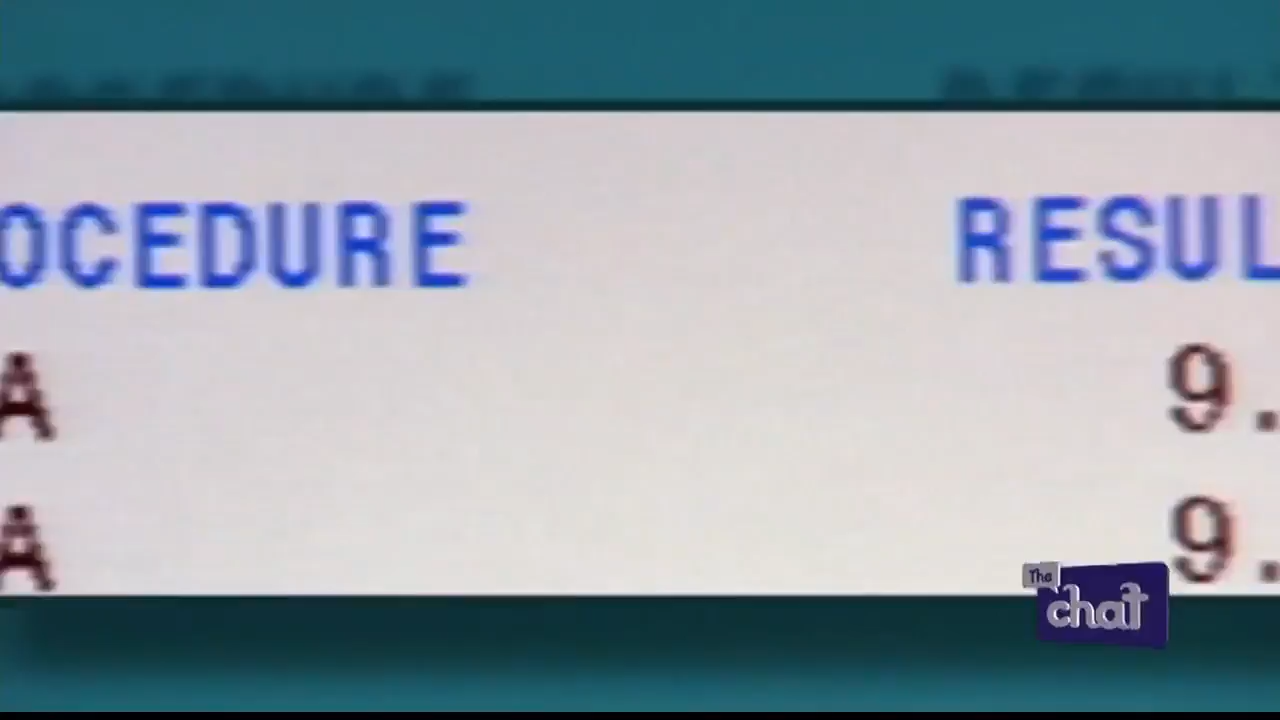 OCEDURE RESUL
A 9.
A 9.
The chat